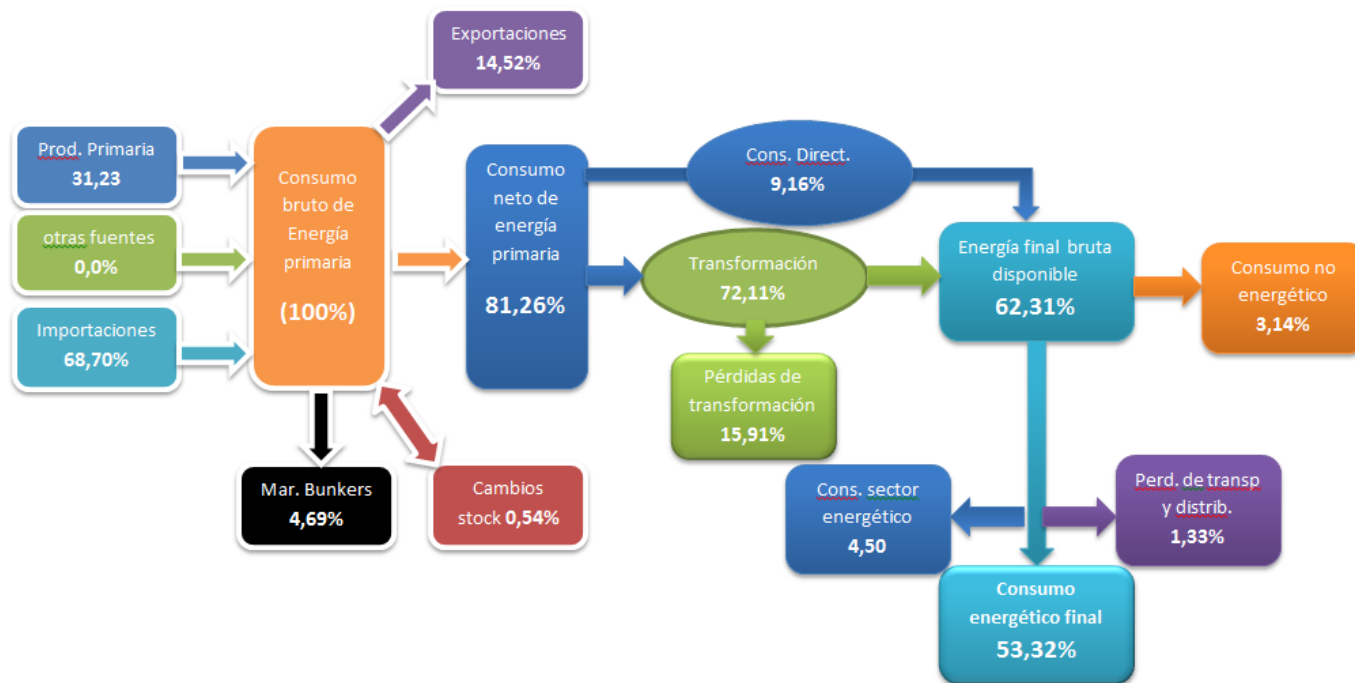 Exportaciones
14,52%
Prod. Primaria
31,23
otras fuentes
0,0%
Importaciones
68,70%
Consumo
bruto de
Energía
primaria
(100%)
Consumo
neto de
energía
primaria
81,26%
Cons. Direct.
9,16%
Transformación
72,11%
Energía final bruta
disponible
62,31%
Consumo no
energético
3,14%
Pérdidas de
transformación
15,91%
Mar. Bunkers
4,69%
Cambios
stock 0,54%
Cons. sector
energético
4,50
Perd. de transp
y distrib.
1,33%
Consumo
energético final
53,32%